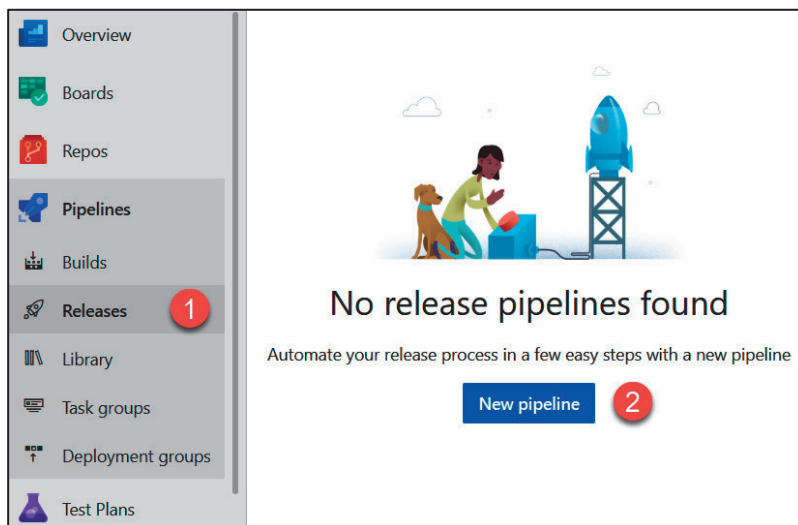 Overview
Boards
Repos
Pipelines
Builds
Releases
1
Library
Task groups
Deployment groups
Test Plans
No release pipelines found
Automate your release process in a few easy steps with a new pipeline
New pipeline
2